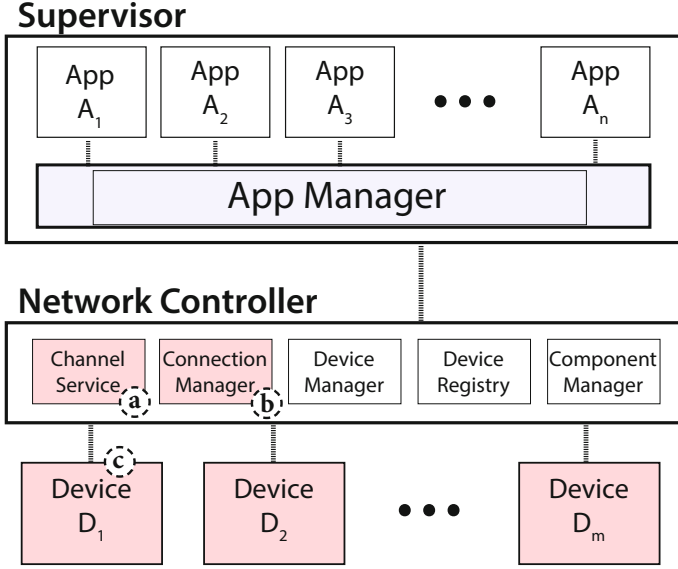 Supervisor
App
A1
App
A2
App
A3
App
An
App Manager
Network Controller
Channel
Service
a
Connection
Manager
b
Device
Manager
Device
Registry
Component
Manager
c
Device
D1
Device
D2
Device
Dm